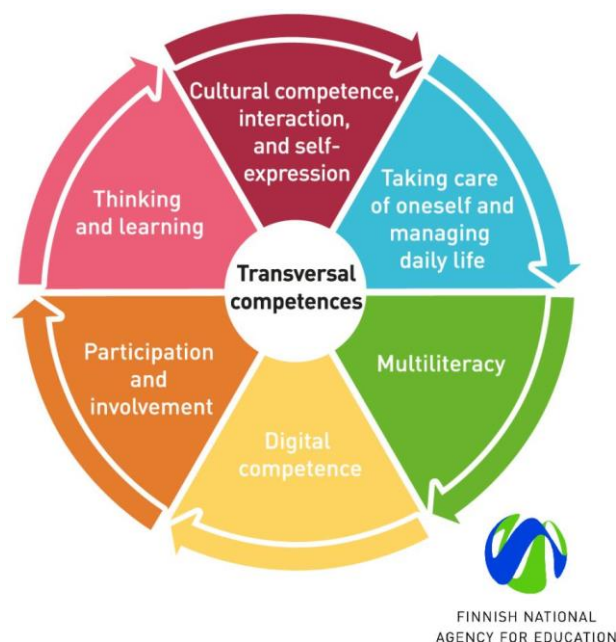 Cultural competence,
interaction,
and self-
expression
Taking care
of oneself and
managing
daily life
Multiliteracy
Digital
competence
Participation
and
involvement
Thinking
and learning
Transversal
competences
FINNISH NATIONAL
AGENCY FOR EDUCATION